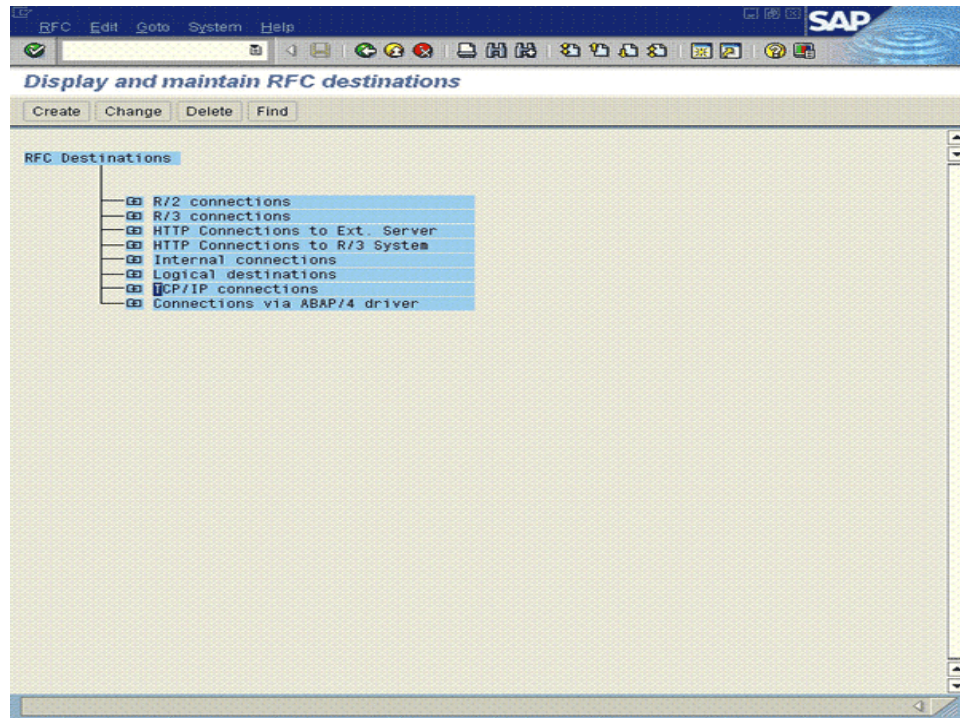 RFC Edit Goto System Help
SAP
Display and maintain RFC destinations
Create Change Delete Find
RFC Destinations
R/2 connections
R/3 connections
HTTP Connections to Ext. Server
HTTP Connections to R/3 System
Internal connections
Logical destinations
TCP/IP connections
Connections via ABAP/4 driver